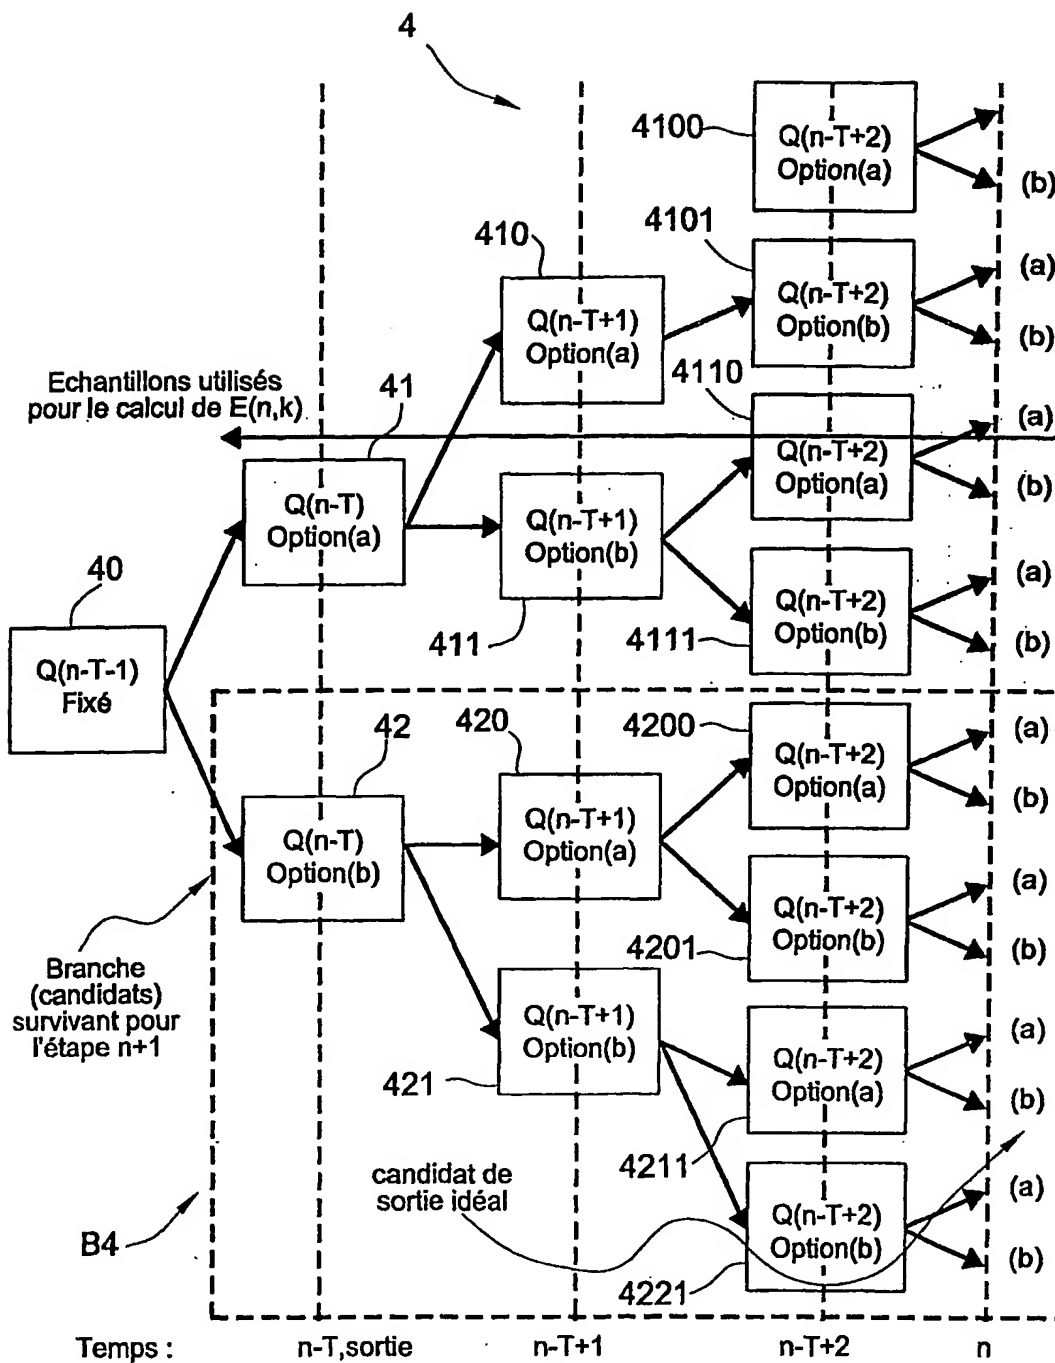 4
4100
Q(n-T+2)
Option(a)
(b)
4101
410
Q(n-T+2)
Option(b)
(a)
(b)
Q(n-T+1)
Option(a)
Echantillons utilisés
pour le calcul de E(n,k)
41
4110
Q(n-T+2)
Option(a)
(a)
(b)
Q(n-T)
Option(a)
Q(n-T+1)
Option(b)
411
40
Q(n-T-1)
Fixé
4111
Q(n-T+2)
Option(b)
(a)
(b)
42
420
4200
Q(n-T+2)
Option(a)
(a)
(b)
Q(n-T)
Option(b)
Q(n-T+1)
Option(a)
4201
Q(n-T+2)
Option(b)
(a)
(b)
Branche
(candidats)
survivant pour
l'étape n+1
Q(n-T+1)
Option(b)
421
Q(n-T+2)
Option(a)
4211
(a)
(b)
candidat de
sortie idéal
Q(n-T+2)
Option(b)
4221
(a)
(b)
B4
Temps : n-T,sortie n-T+1 n-T+2 n